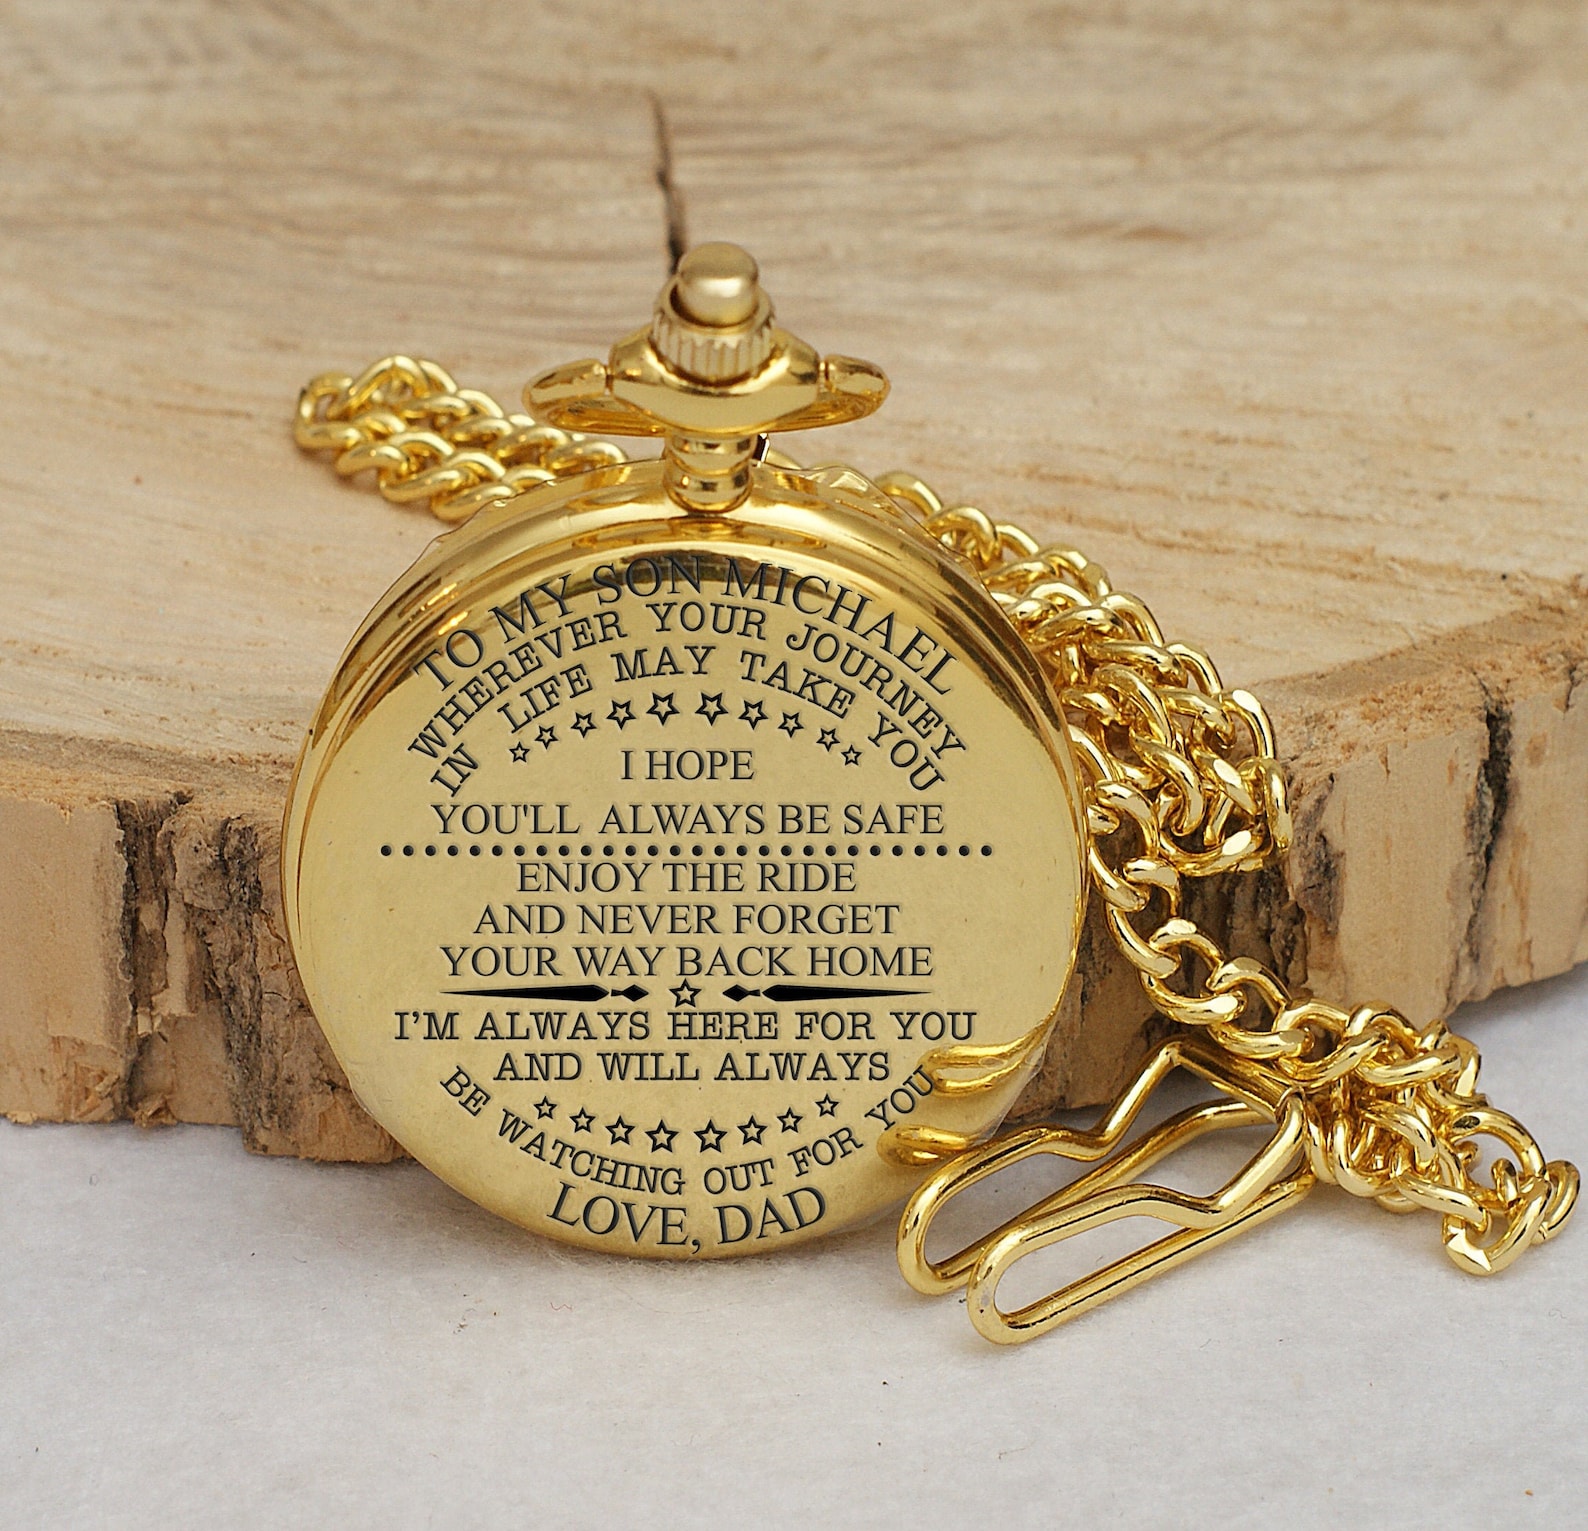 TO MY SON MICHAEL
WHEREVER YOUR JOURNEY
IN LIFE MAY TAKE YOU
I HOPE
YOU'LL ALWAYS BE SAFE
ENJOY THE RIDE
AND NEVER FORGET
YOUR WAY BACK HOME
I'M ALWAYS HERE FOR YOU
AND WILL ALWAYS
BE WATCHING OUT FOR YOU
LOVE, DAD